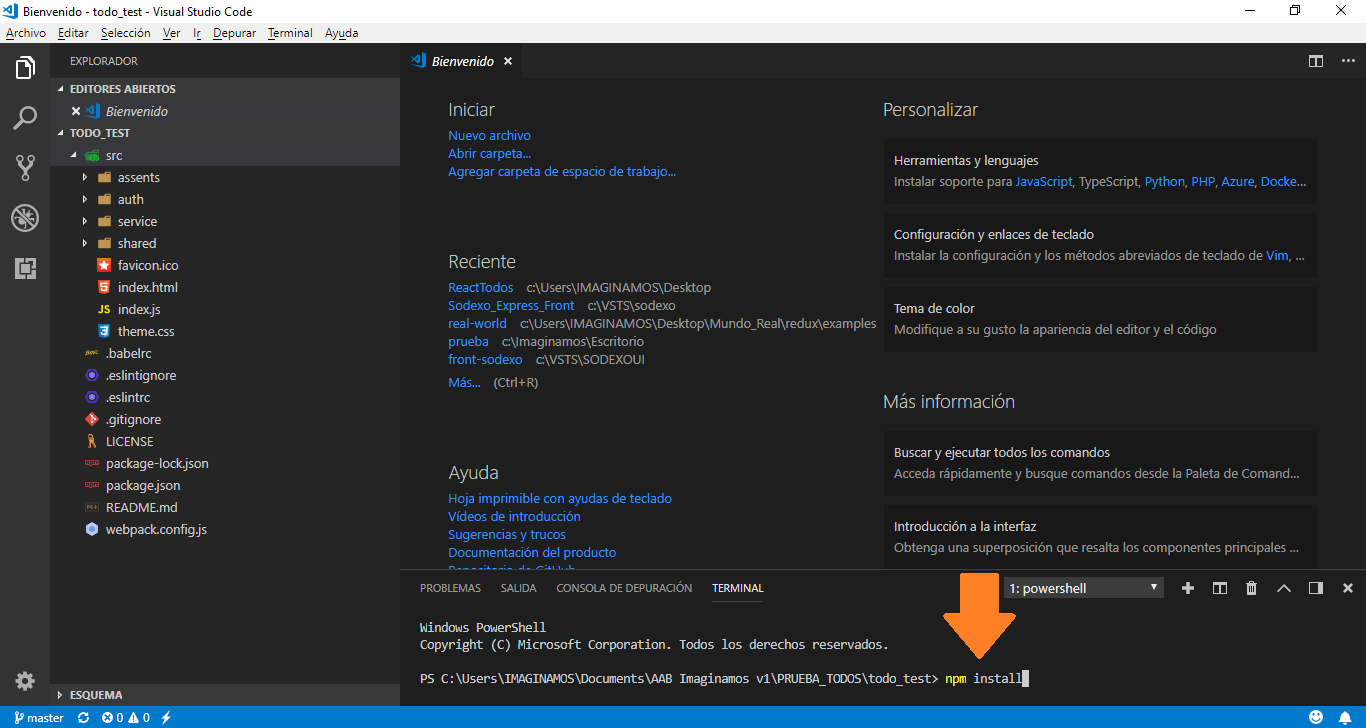 Bienvenido - todo_test - Visual Studio Code
Archivo Editar Selección Ver Ir Depurar Terminal Ayuda
EXPLORADOR
EDITORES ABIERTOS
Bienvenido
TODO_TEST
src
assents
auth
service
shared
favicon.ico
index.html
JS index.js
theme.css
.babelrc
.eslintignore
.eslintrc
.gitignore
LICENSE
package-lock.json
package.json
README.md
webpack.config.js
ESQUEMA
Bienvenido
Iniciar
Nuevo archivo
Abrir carpeta...
Agregar carpeta de espacio de trabajo...
Reciente
ReactTodos c:\Users\IMAGINAMOS\Desktop
Sodexo_Express_Front c:\VSTS\sodexo
real-world c:\Users\IMAGINAMOS\Desktop\Mundo_Real\redux\examples
prueba c:\Imaginamos\Escritorio
front-sodexo c:\VSTS\SODEXOUI
Más... (Ctrl+R)
Ayuda
Hoja imprimible con ayudas de teclado
Vídeos de introducción
Sugerencias y trucos
Documentación del producto
Repositorio de GitHub
Personalizar
Herramientas y lenguajes
Instalar soporte para JavaScript, TypeScript, Python, PHP, Azure, Docke...
Configuración y enlaces de teclado
Instalar la configuración y los métodos abreviados de teclado de Vim, ...
Tema de color
Modifique a su gusto la apariencia del editor y el código
Más información
Buscar y ejecutar todos los comandos
Acceda rápidamente y busque comandos desde la Paleta de Comand...
Introducción a la interfaz
Obtenga una superposición que resalta los componentes principales ...
PROBLEMAS SALIDA CONSOLA DE DEPURACIÓN TERMINAL 1: powershell
Windows PowerShell
Copyright (C) Microsoft Corporation. Todos los derechos reservados.
PS C:\Users\IMAGINAMOS\Documents\AAB Imaginamos v1\PRUEBA_TODOS\todo_test> npm install
master 0 0